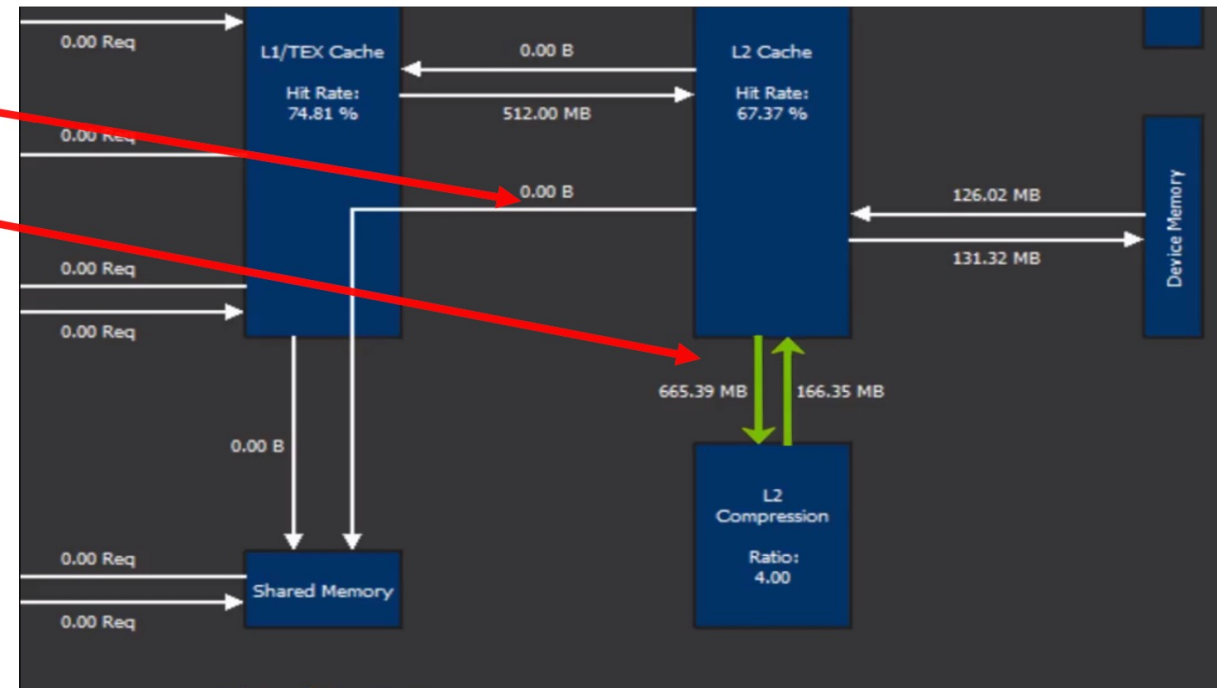 0.00 Req
L1/TEX Cache
0.00 B
L2 Cache
Hit Rate:
74.81 %
512.00 MB
Hit Rate:
67.37 %
0.00 Req
0.00 B
126.02 MB
131.32 MB
Device Memory
0.00 Req
0.00 Req
665.39 MB
166.35 MB
0.00 B
L2
Compression
Ratio:
4.00
0.00 Req
Shared Memory
0.00 Req